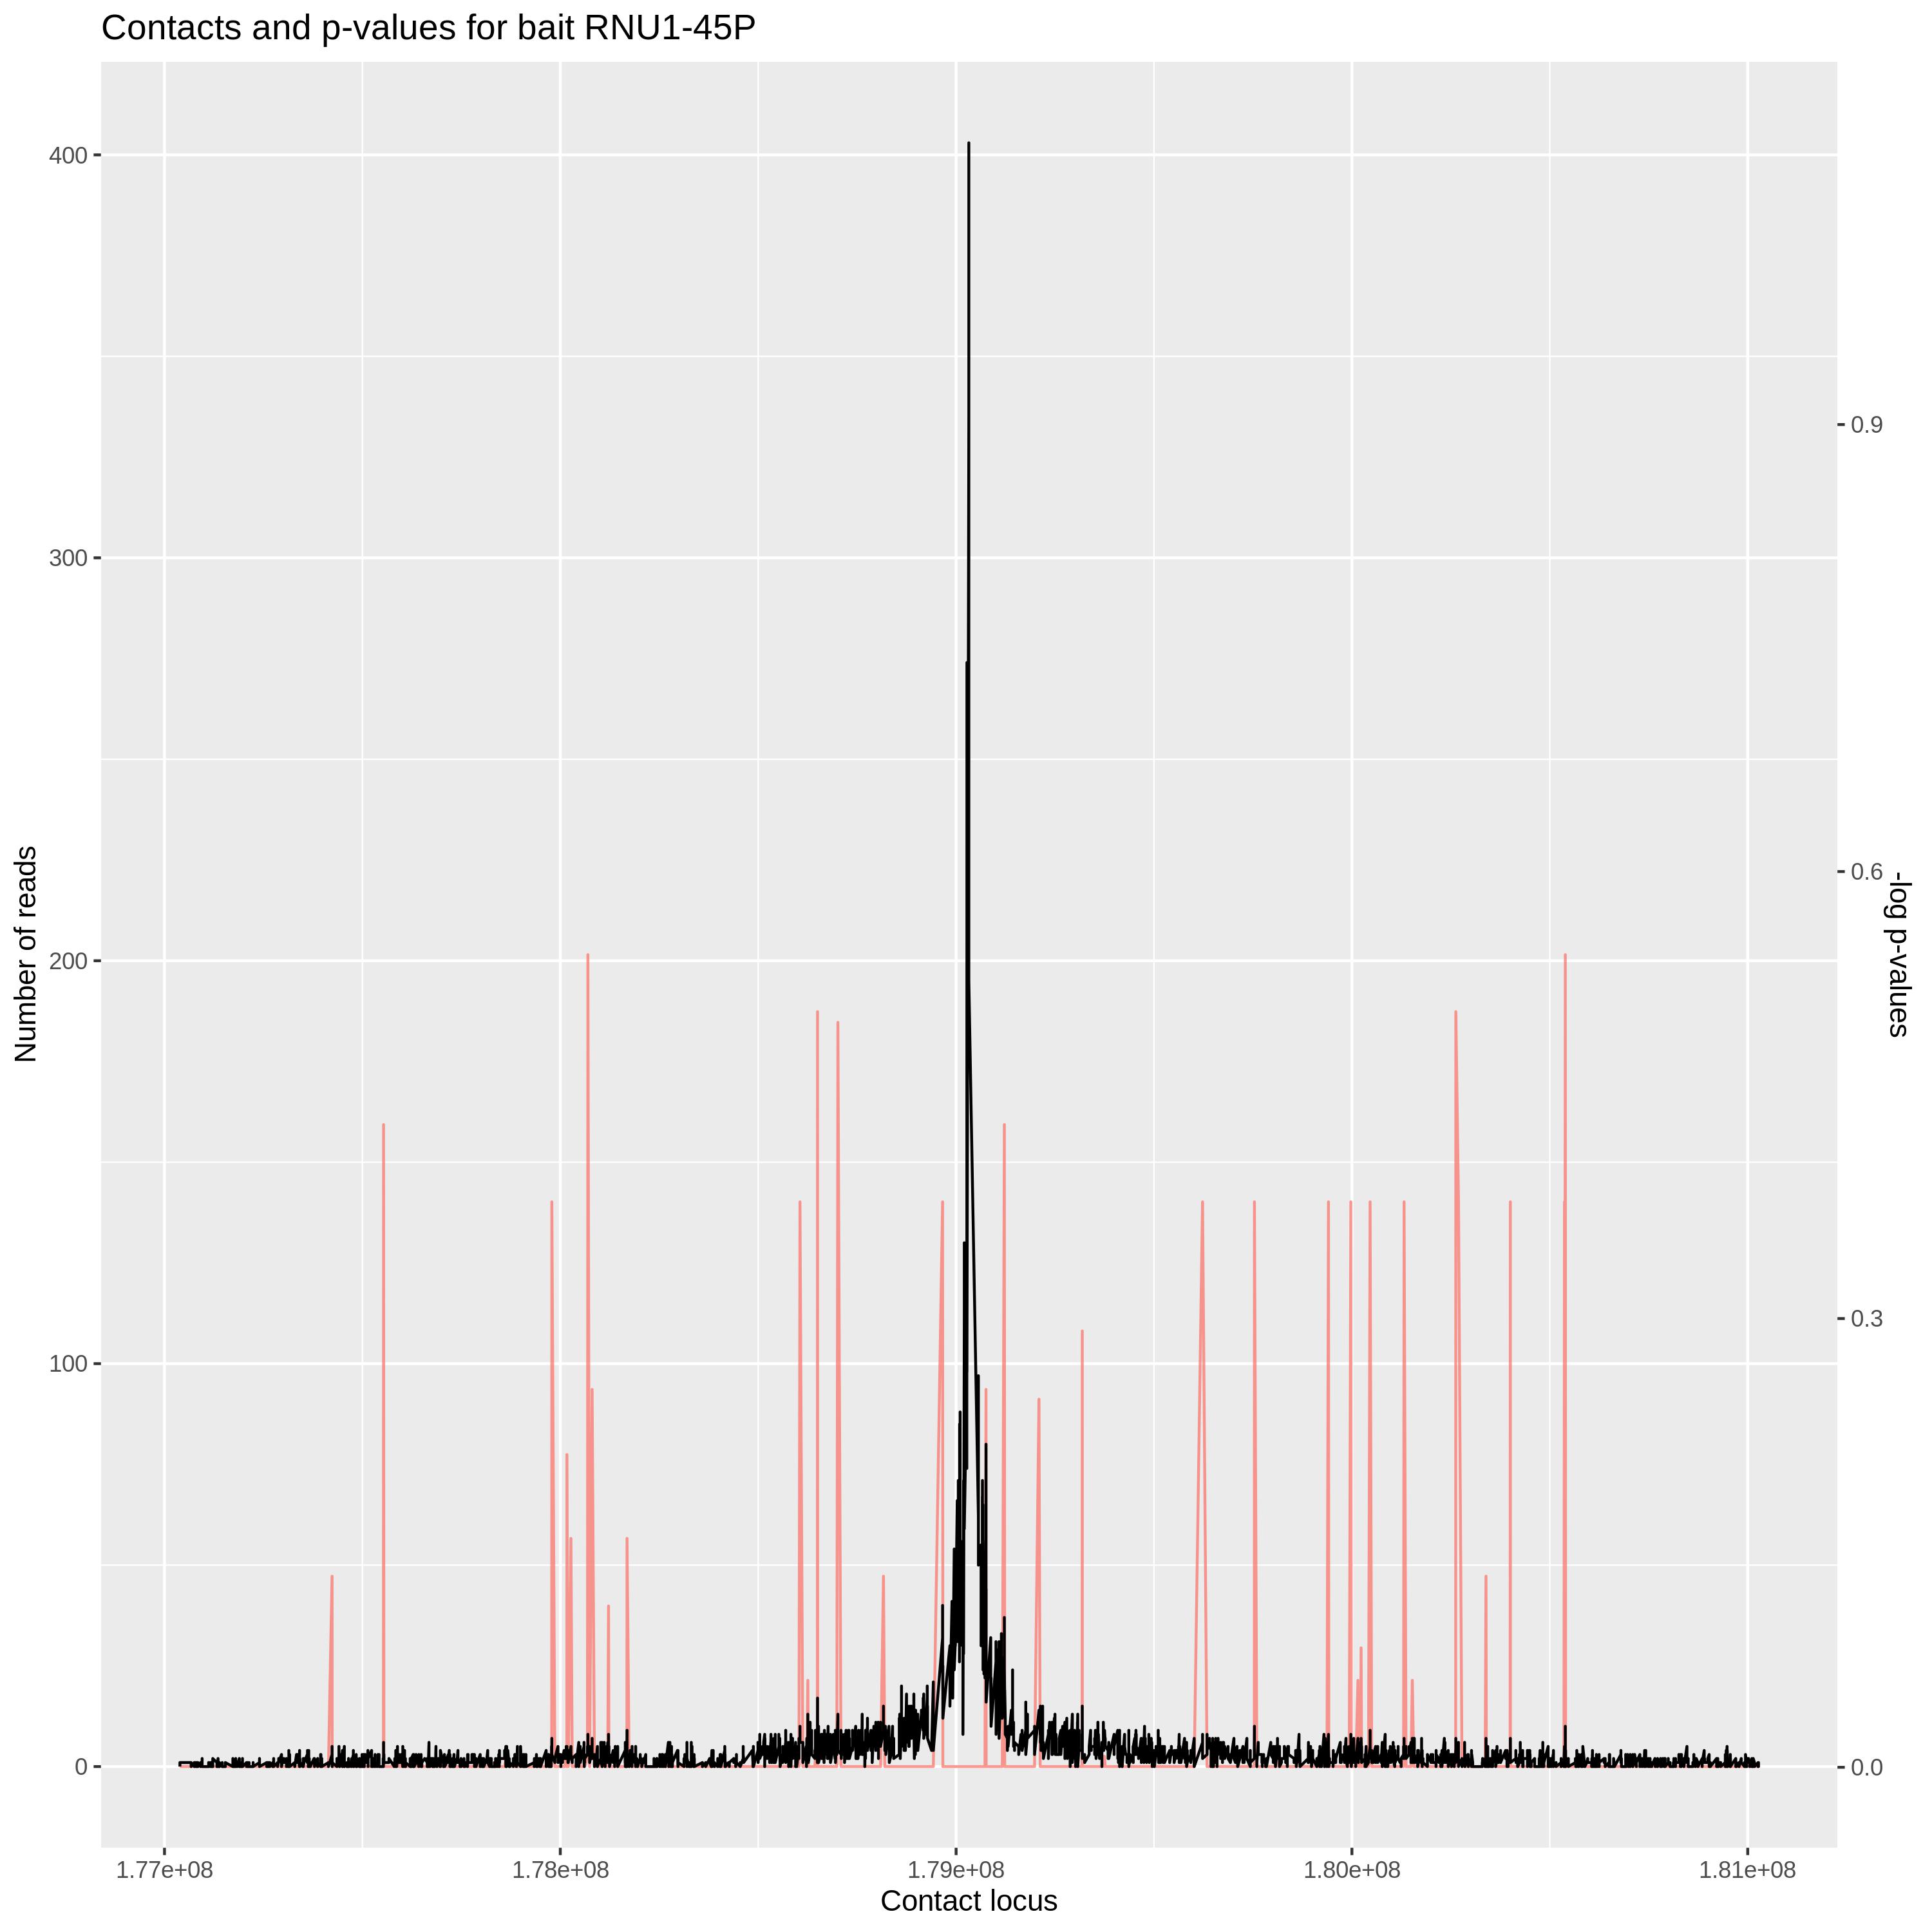 Contacts and p-values for bait RNU1-45P
400
300
200
100
0
Number of reads
0.9
0.6
0.3
0.0
-log p-values
1.77e+08 1.78e+08 1.79e+08 1.80e+08 1.81e+08
Contact locus